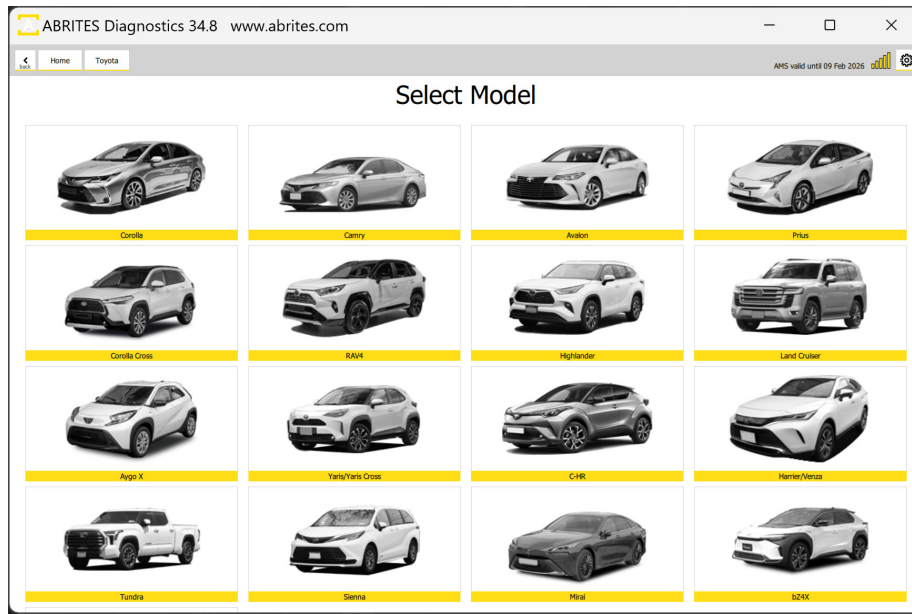 ABRITES Diagnostics 34.8 www.abrites.com
back
Home
Toyota
AMS valid until 09 Feb 2026
Select Model
Corolla
Camry
Avalon
Prius
Corolla Cross
RAV4
Highlander
Land Cruiser
Aygo X
Yaris/Yaris Cross
C-HR
Harrier/Venza
Tundra
Sienna
Mirai
bZ4X